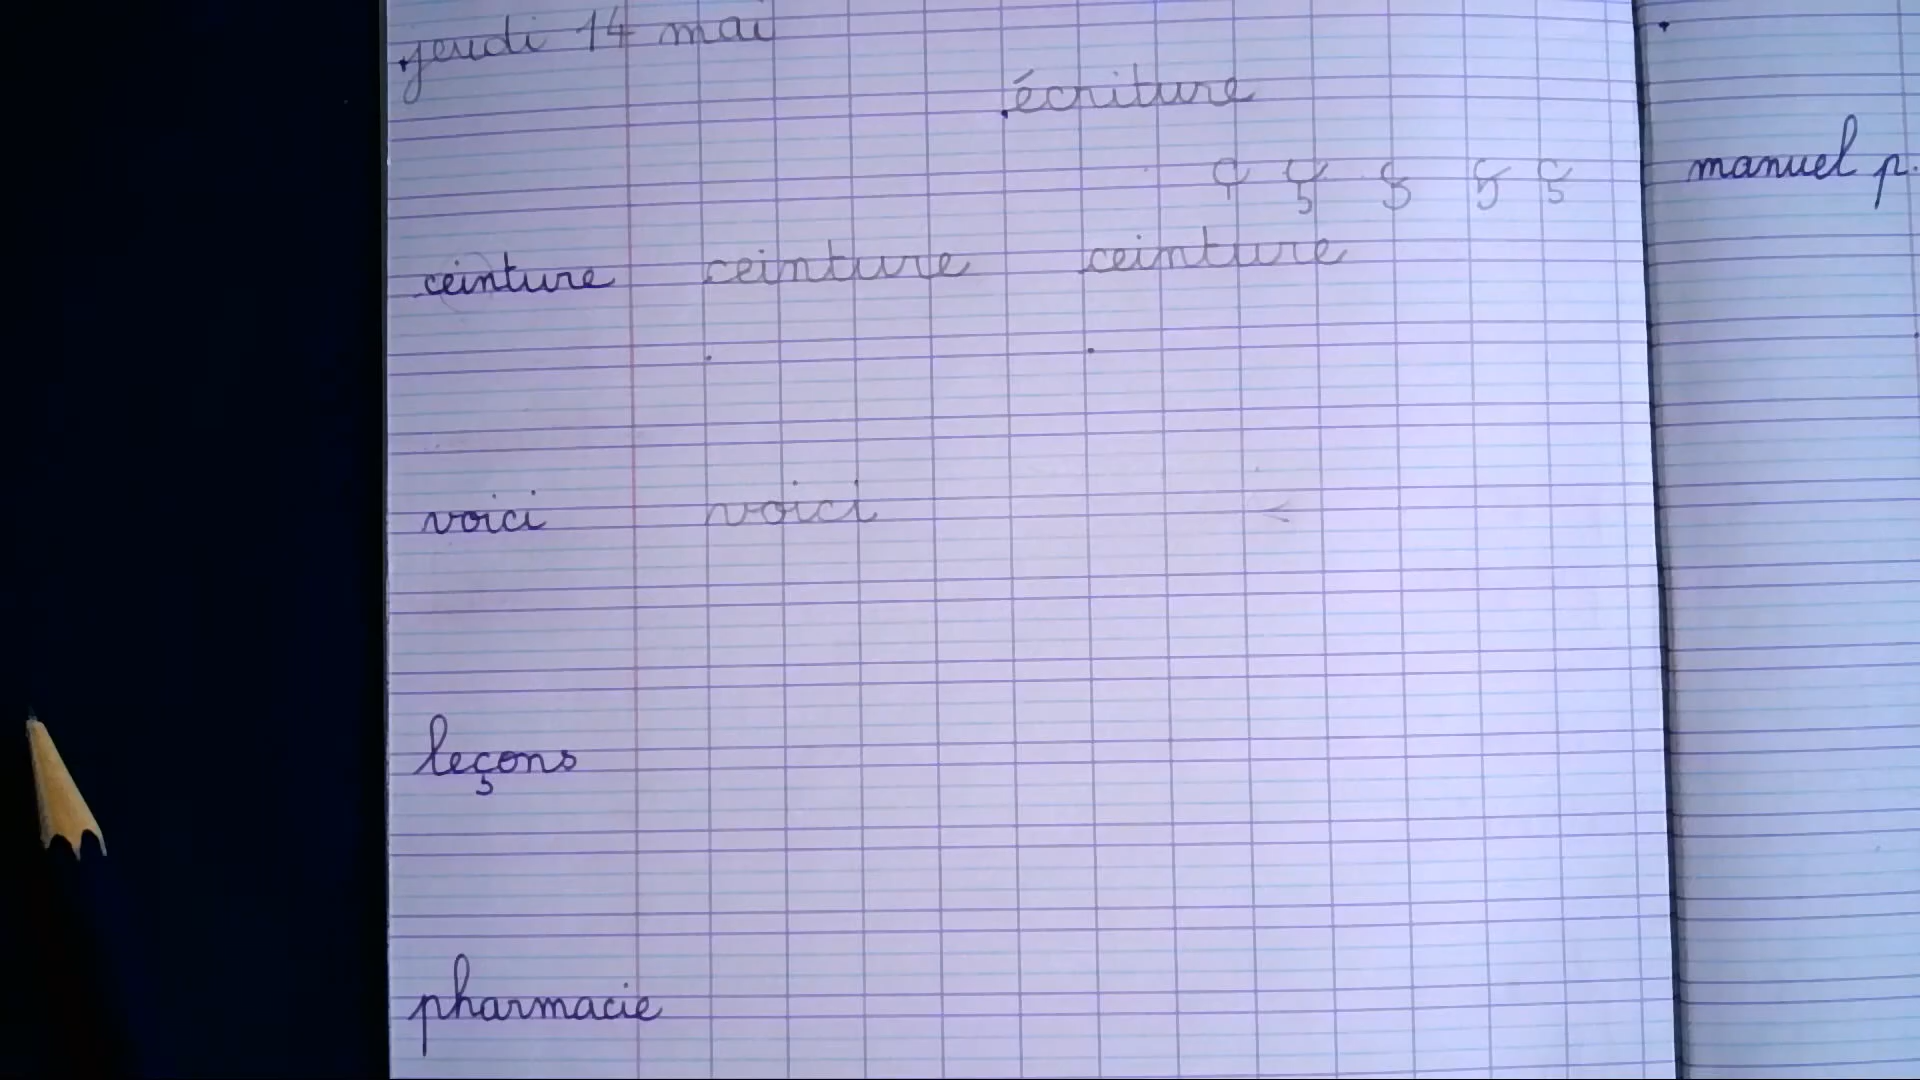 jeudi 14 mai
écriture
ç ç ç ç ç
ceinture ceinture ceinture
voici voici
leçons
pharmacie
manuel p.